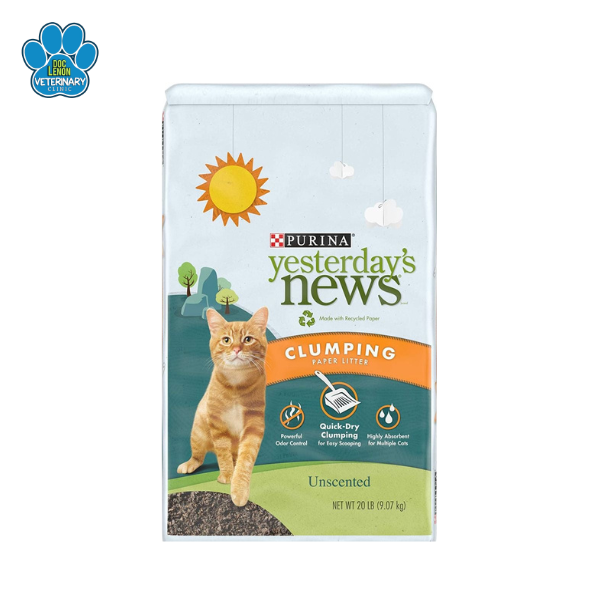 DOC
LENON
VETERINARY
CLINIC
PURINA®
yesterday's
news
Made with Recycled Paper
CLUMPING
PAPER LITTER
Powerful
Odor Control
Quick-Dry
Clumping
for Easy Scooping
Highly Absorbent
for Multiple Cats
Unscented
NET WT 20 LB (9.07 kg)